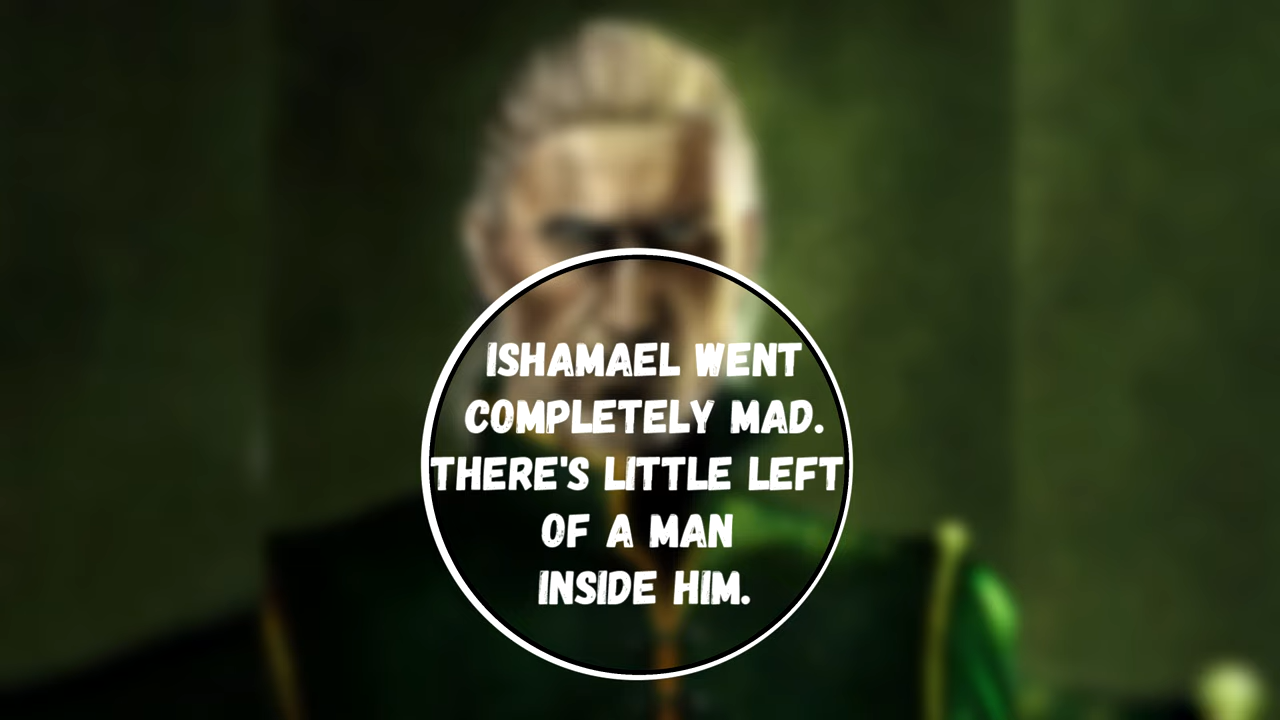 ISHAMAEL WENT
COMPLETELY MAD.
THERE'S LITTLE LEFT
OF A MAN
INSIDE HIM.